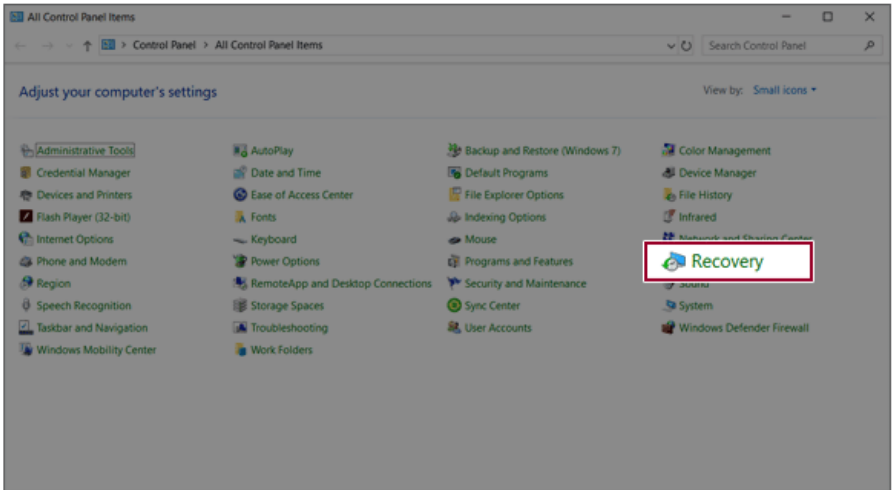 All Control Panel Items
Control Panel > All Control Panel Items
Search Control Panel
Adjust your computer's settings
View by: Small icons
Administrative Tools
AutoPlay
Backup and Restore (Windows 7)
Color Management
Credential Manager
Date and Time
Default Programs
Device Manager
Devices and Printers
Ease of Access Center
File Explorer Options
File History
Flash Player (32-bit)
Fonts
Indexing Options
Infrared
Internet Options
Keyboard
Mouse
Network and Sharing Center
Phone and Modem
Power Options
Programs and Features
Recovery
Region
RemoteApp and Desktop Connections
Security and Maintenance
Sound
Speech Recognition
Storage Spaces
Sync Center
System
Taskbar and Navigation
Troubleshooting
User Accounts
Windows Defender Firewall
Windows Mobility Center
Work Folders